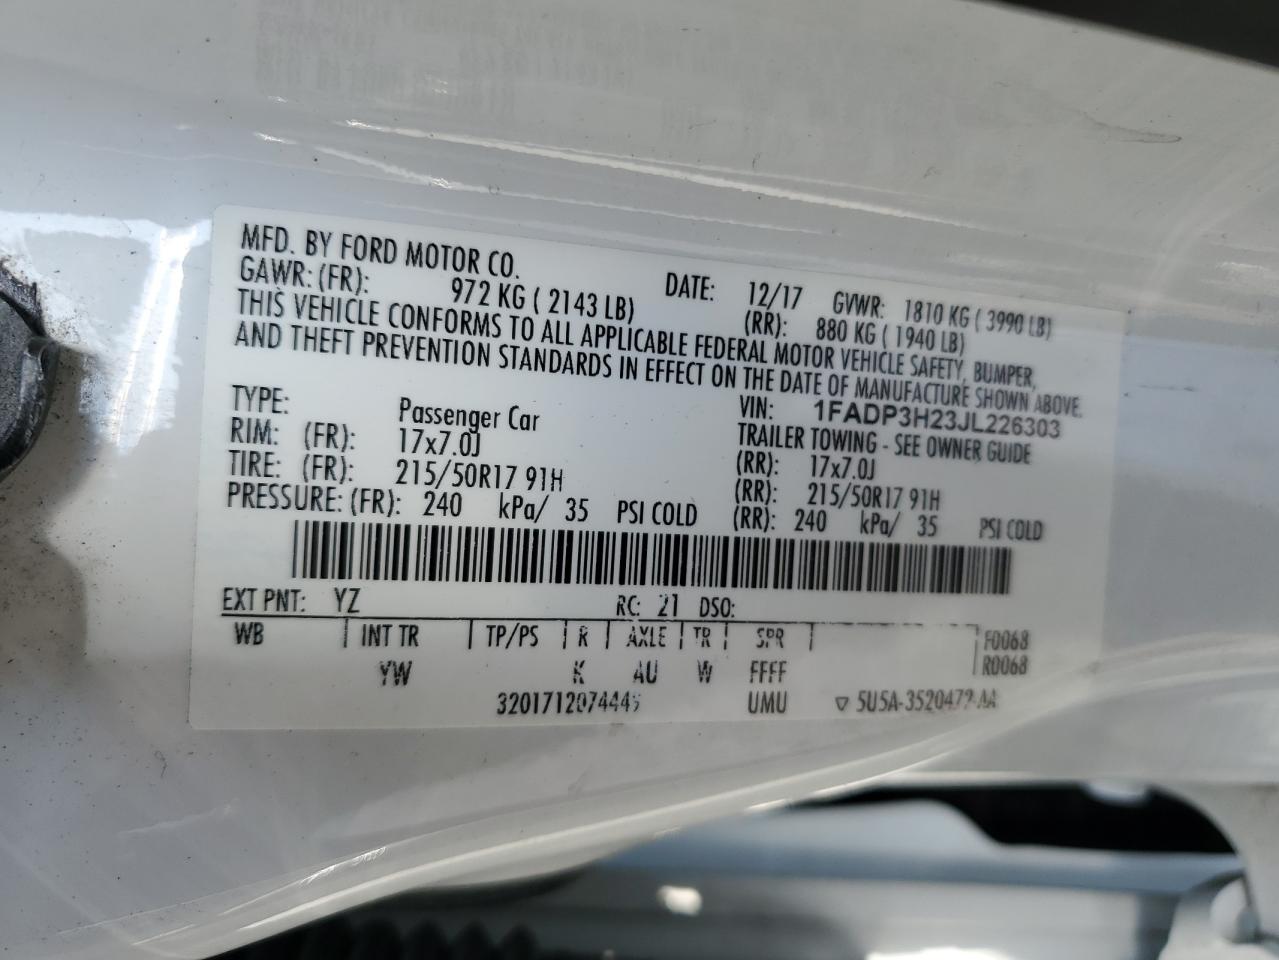 MFD. BY FORD MOTOR CO. DATE: 12/17 GVWR: 1810 KG ( 3990 LB)
GAWR: (FR): 972 KG ( 2143 LB) (RR): 880 KG ( 1940 LB)
THIS VEHICLE CONFORMS TO ALL APPLICABLE FEDERAL MOTOR VEHICLE SAFETY, BUMPER,
AND THEFT PREVENTION STANDARDS IN EFFECT ON THE DATE OF MANUFACTURE SHOWN ABOVE.
VIN: 1FADP3H23JL226303
TYPE: Passenger Car TRAILER TOWING - SEE OWNER GUIDE
RIM: (FR): 17x7.0J (RR): 17x7.0J
TIRE: (FR): 215/50R17 91H (RR): 215/50R17 91H
PRESSURE: (FR): 240 kPa/ 35 PSI COLD (RR): 240 kPa/ 35 PSI COLD
EXT PNT: YZ RC: 21 DSO:
WB INT TR TP/PS R AXLE TR SPR F0068
YW K AU W FFFF R0068
UMU ▽ 5U5A-3520472-AA